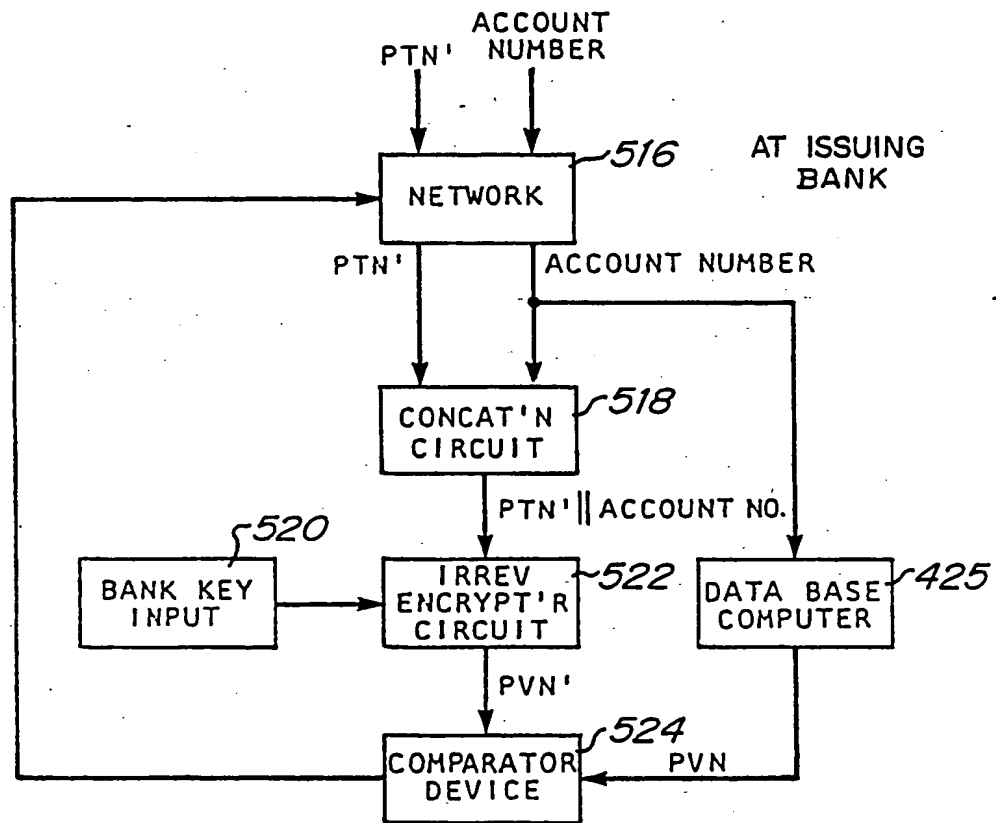 PTN'
ACCOUNT
NUMBER
516
AT ISSUING
BANK
NETWORK
PTN'
ACCOUNT NUMBER
518
CONCAT'N
CIRCUIT
PTN' || ACCOUNT NO.
520
BANK KEY
INPUT
522
IRREV
ENCRYPT'R
CIRCUIT
425
DATA BASE
COMPUTER
PVN'
524
COMPARATOR
DEVICE
PVN